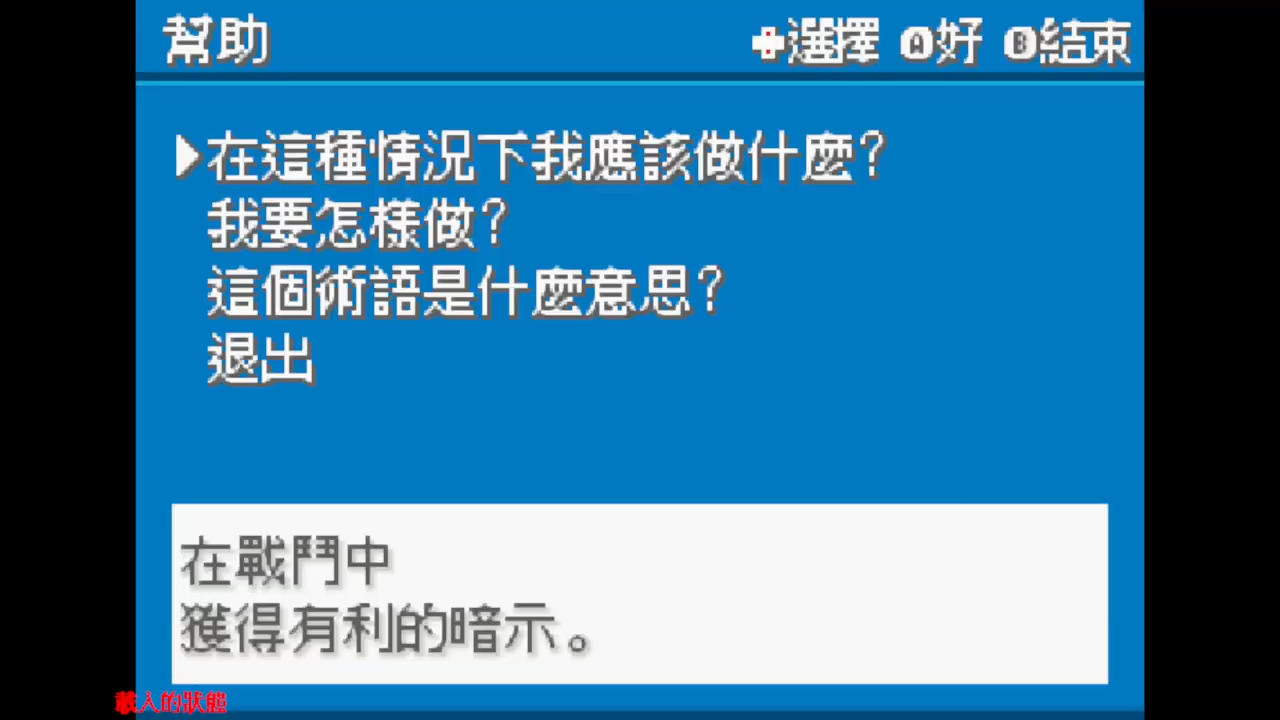 幫助
選擇 A好 B結束
▶在這種情況下我應該做什麼?
我要怎樣做?
這個術語是什麼意思?
退出
在戰鬥中
獲得有利的暗示。
載入的狀態